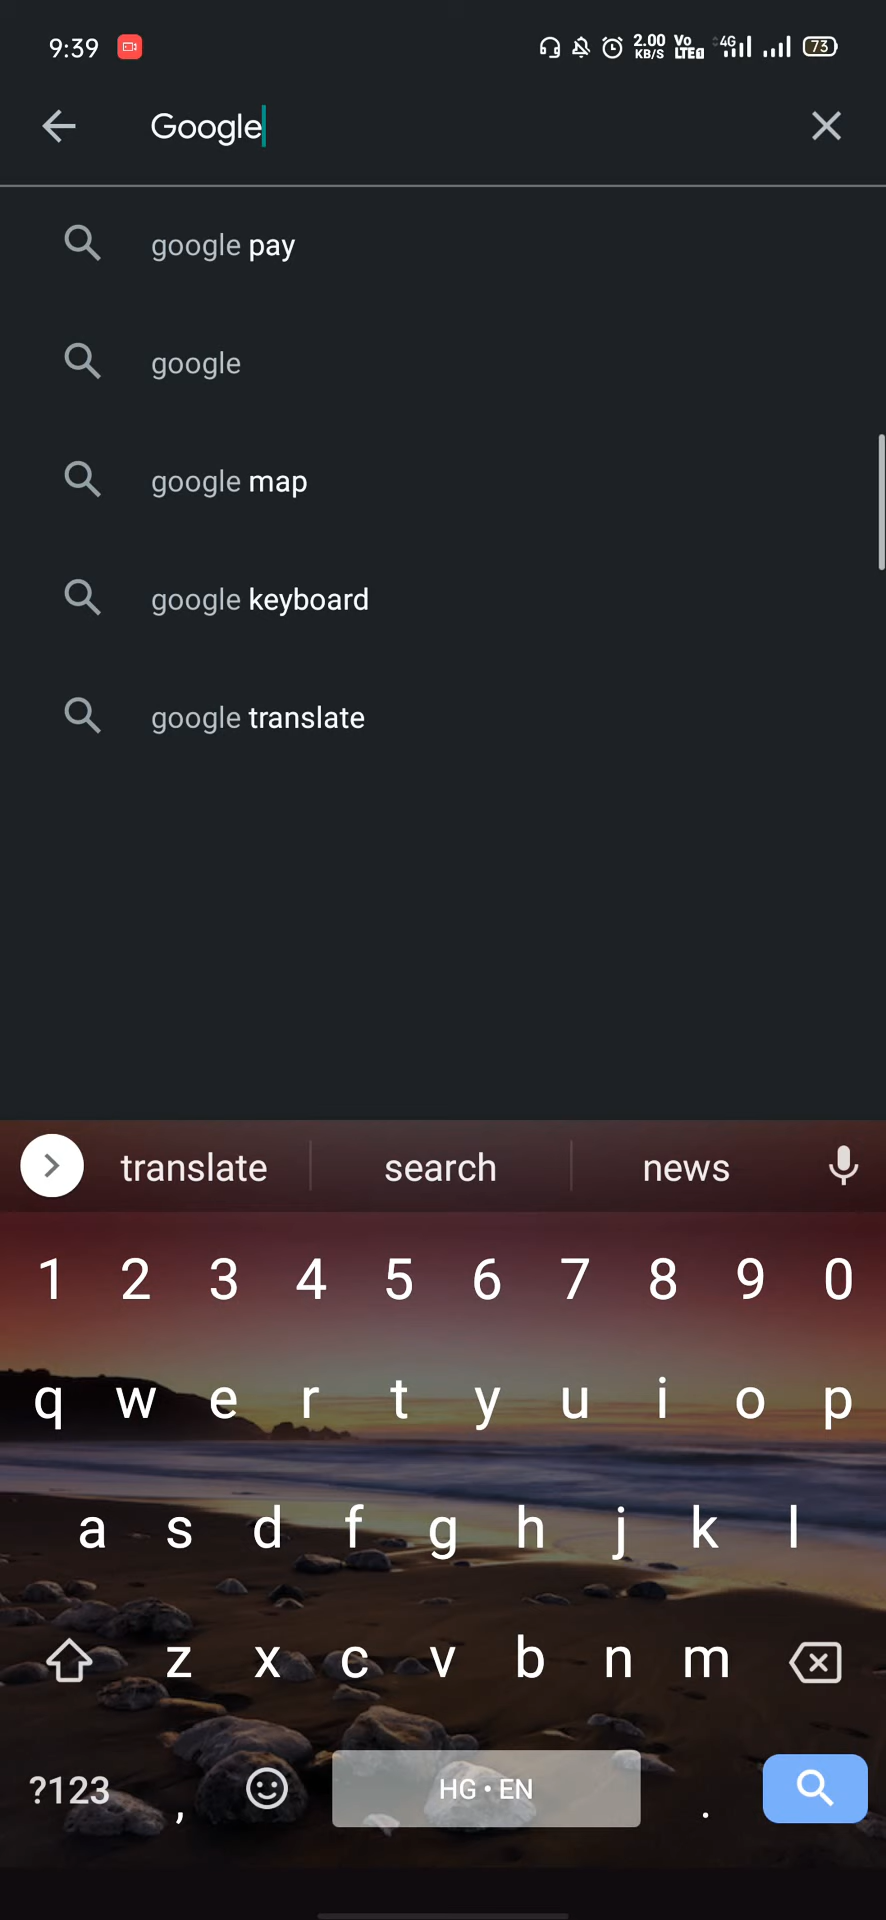 9:39 2.00 KB/S Vo LTE1 4G 73
Google
google pay
google
google map
google keyboard
google translate
translate search news
1 2 3 4 5 6 7 8 9 0
q w e r t y u i o p
a s d f g h j k l
z x c v b n m
?123 , HG • EN .